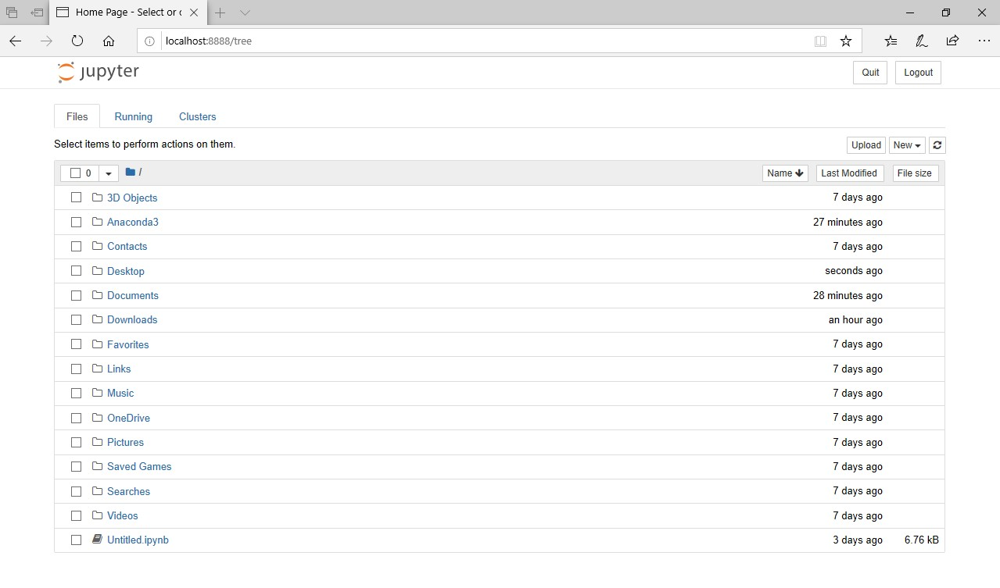 Home Page - Select or c
localhost:8888/tree
jupyter
Quit Logout
Files Running Clusters
Select items to perform actions on them.
Upload New
0 / Name Last Modified File size
3D Objects 7 days ago
Anaconda3 27 minutes ago
Contacts 7 days ago
Desktop seconds ago
Documents 28 minutes ago
Downloads an hour ago
Favorites 7 days ago
Links 7 days ago
Music 7 days ago
OneDrive 7 days ago
Pictures 7 days ago
Saved Games 7 days ago
Searches 7 days ago
Videos 7 days ago
Untitled.ipynb 3 days ago 6.76 kB